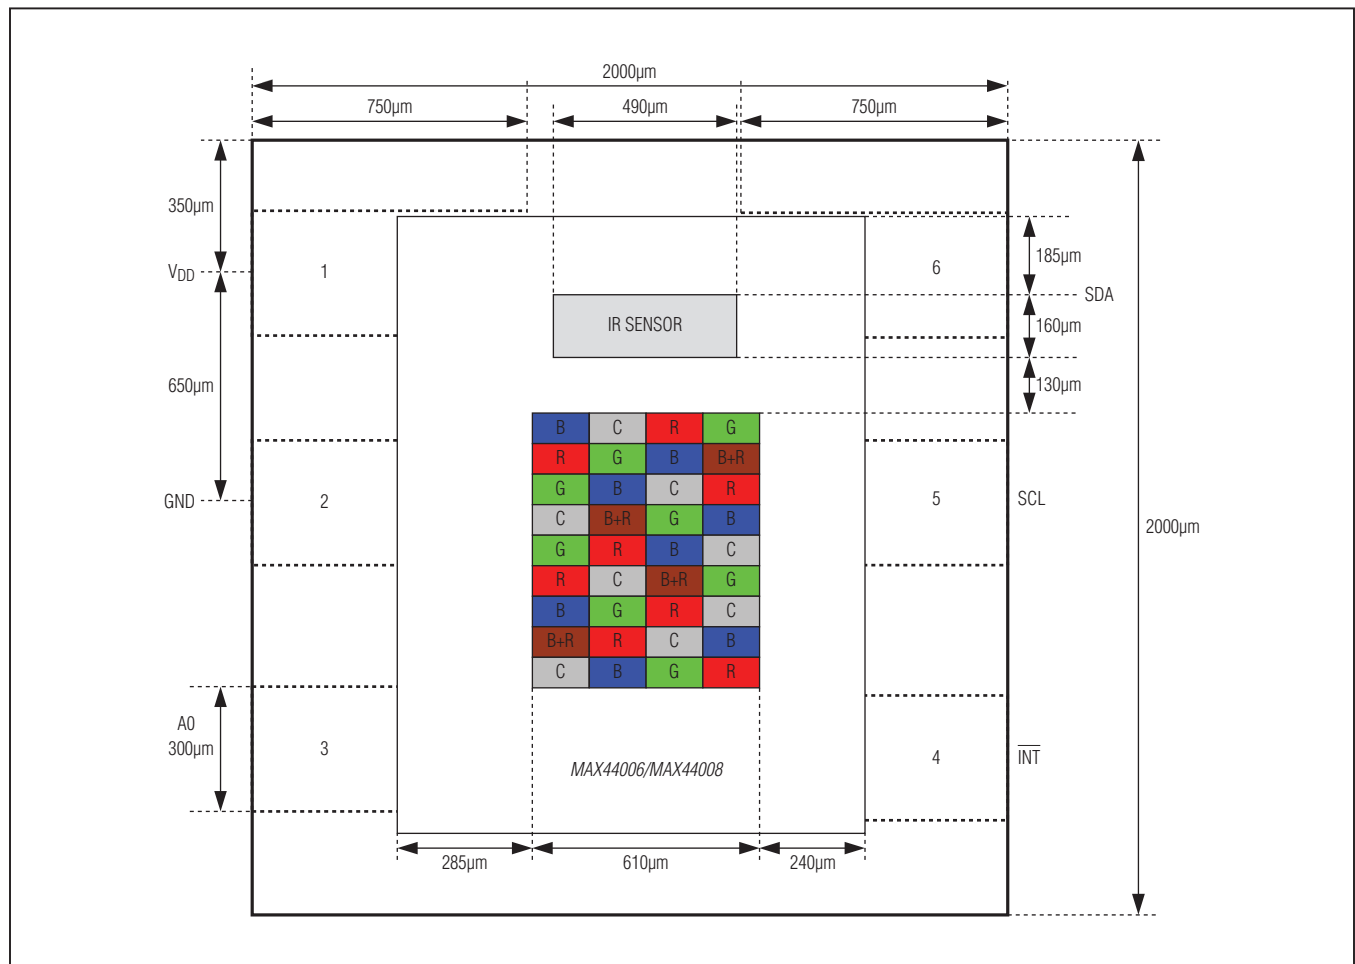 2000µm
750µm 490µm 750µm
350µm
VDD 1 6 185µm
SDA
IR SENSOR 160µm
650µm 130µm
B C R G
R G B B+R
G B C R
GND 2 5 SCL
C B+R G B
2000µm
G R B C
R C B+R G
B G R C
B+R R C B
C B G R
A0
300µm 3 4 INT
MAX44006/MAX44008
285µm 610µm 240µm